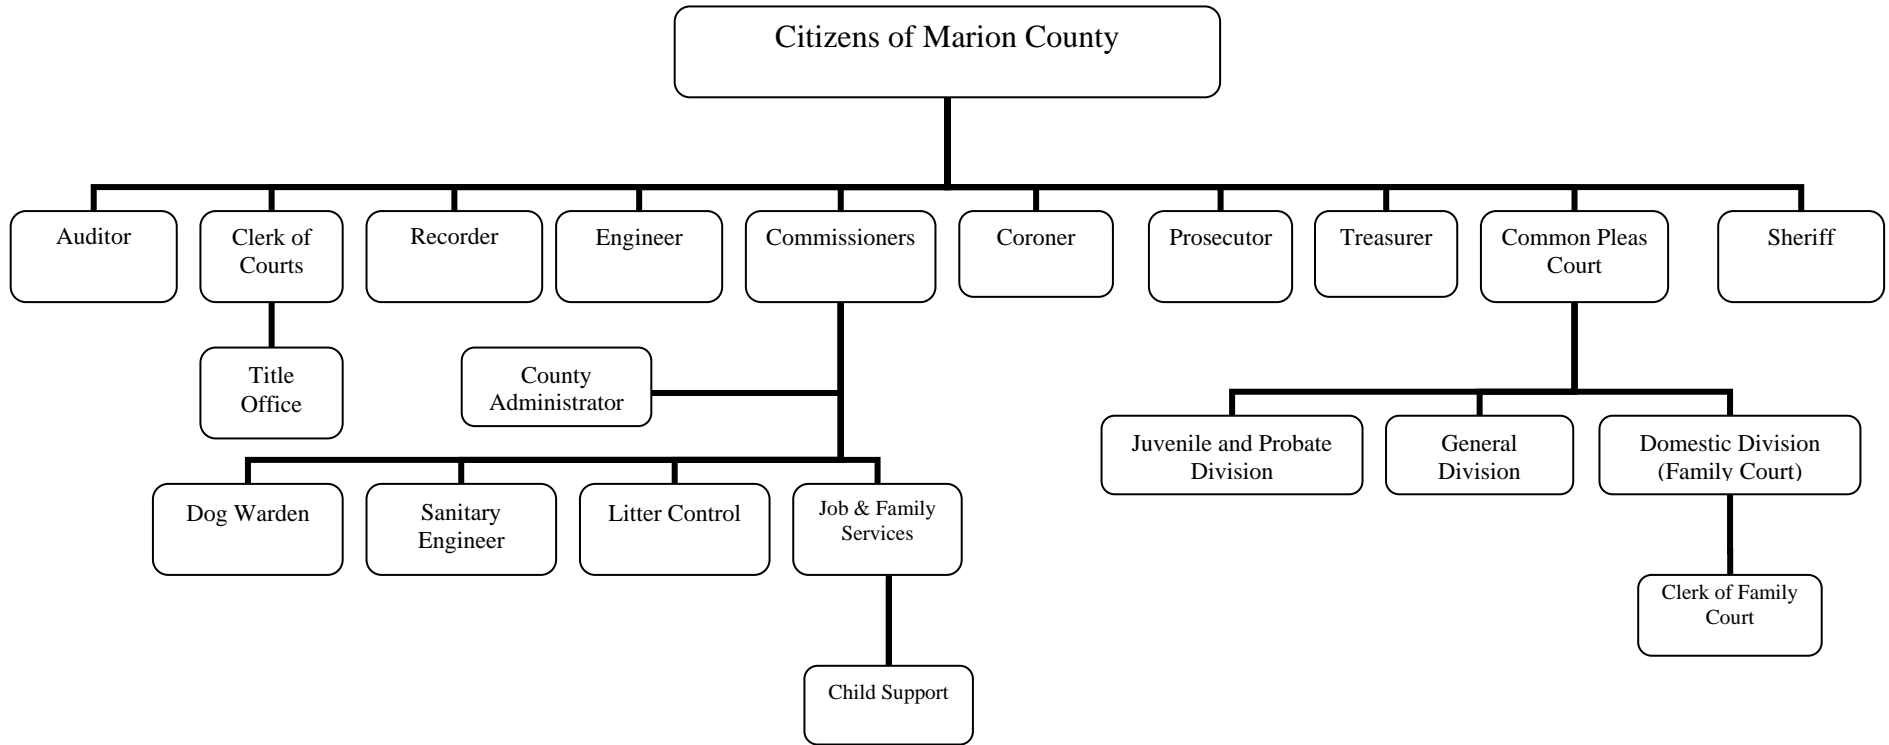 Citizens of Marion County
Auditor
Clerk of
Courts
Recorder
Engineer
Commissioners
Coroner
Prosecutor
Treasurer
Common Pleas
Court
Sheriff
Title
Office
County
Administrator
Juvenile and Probate
Division
General
Division
Domestic Division
(Family Court)
Dog Warden
Sanitary
Engineer
Litter Control
Job & Family
Services
Clerk of Family
Court
Child Support